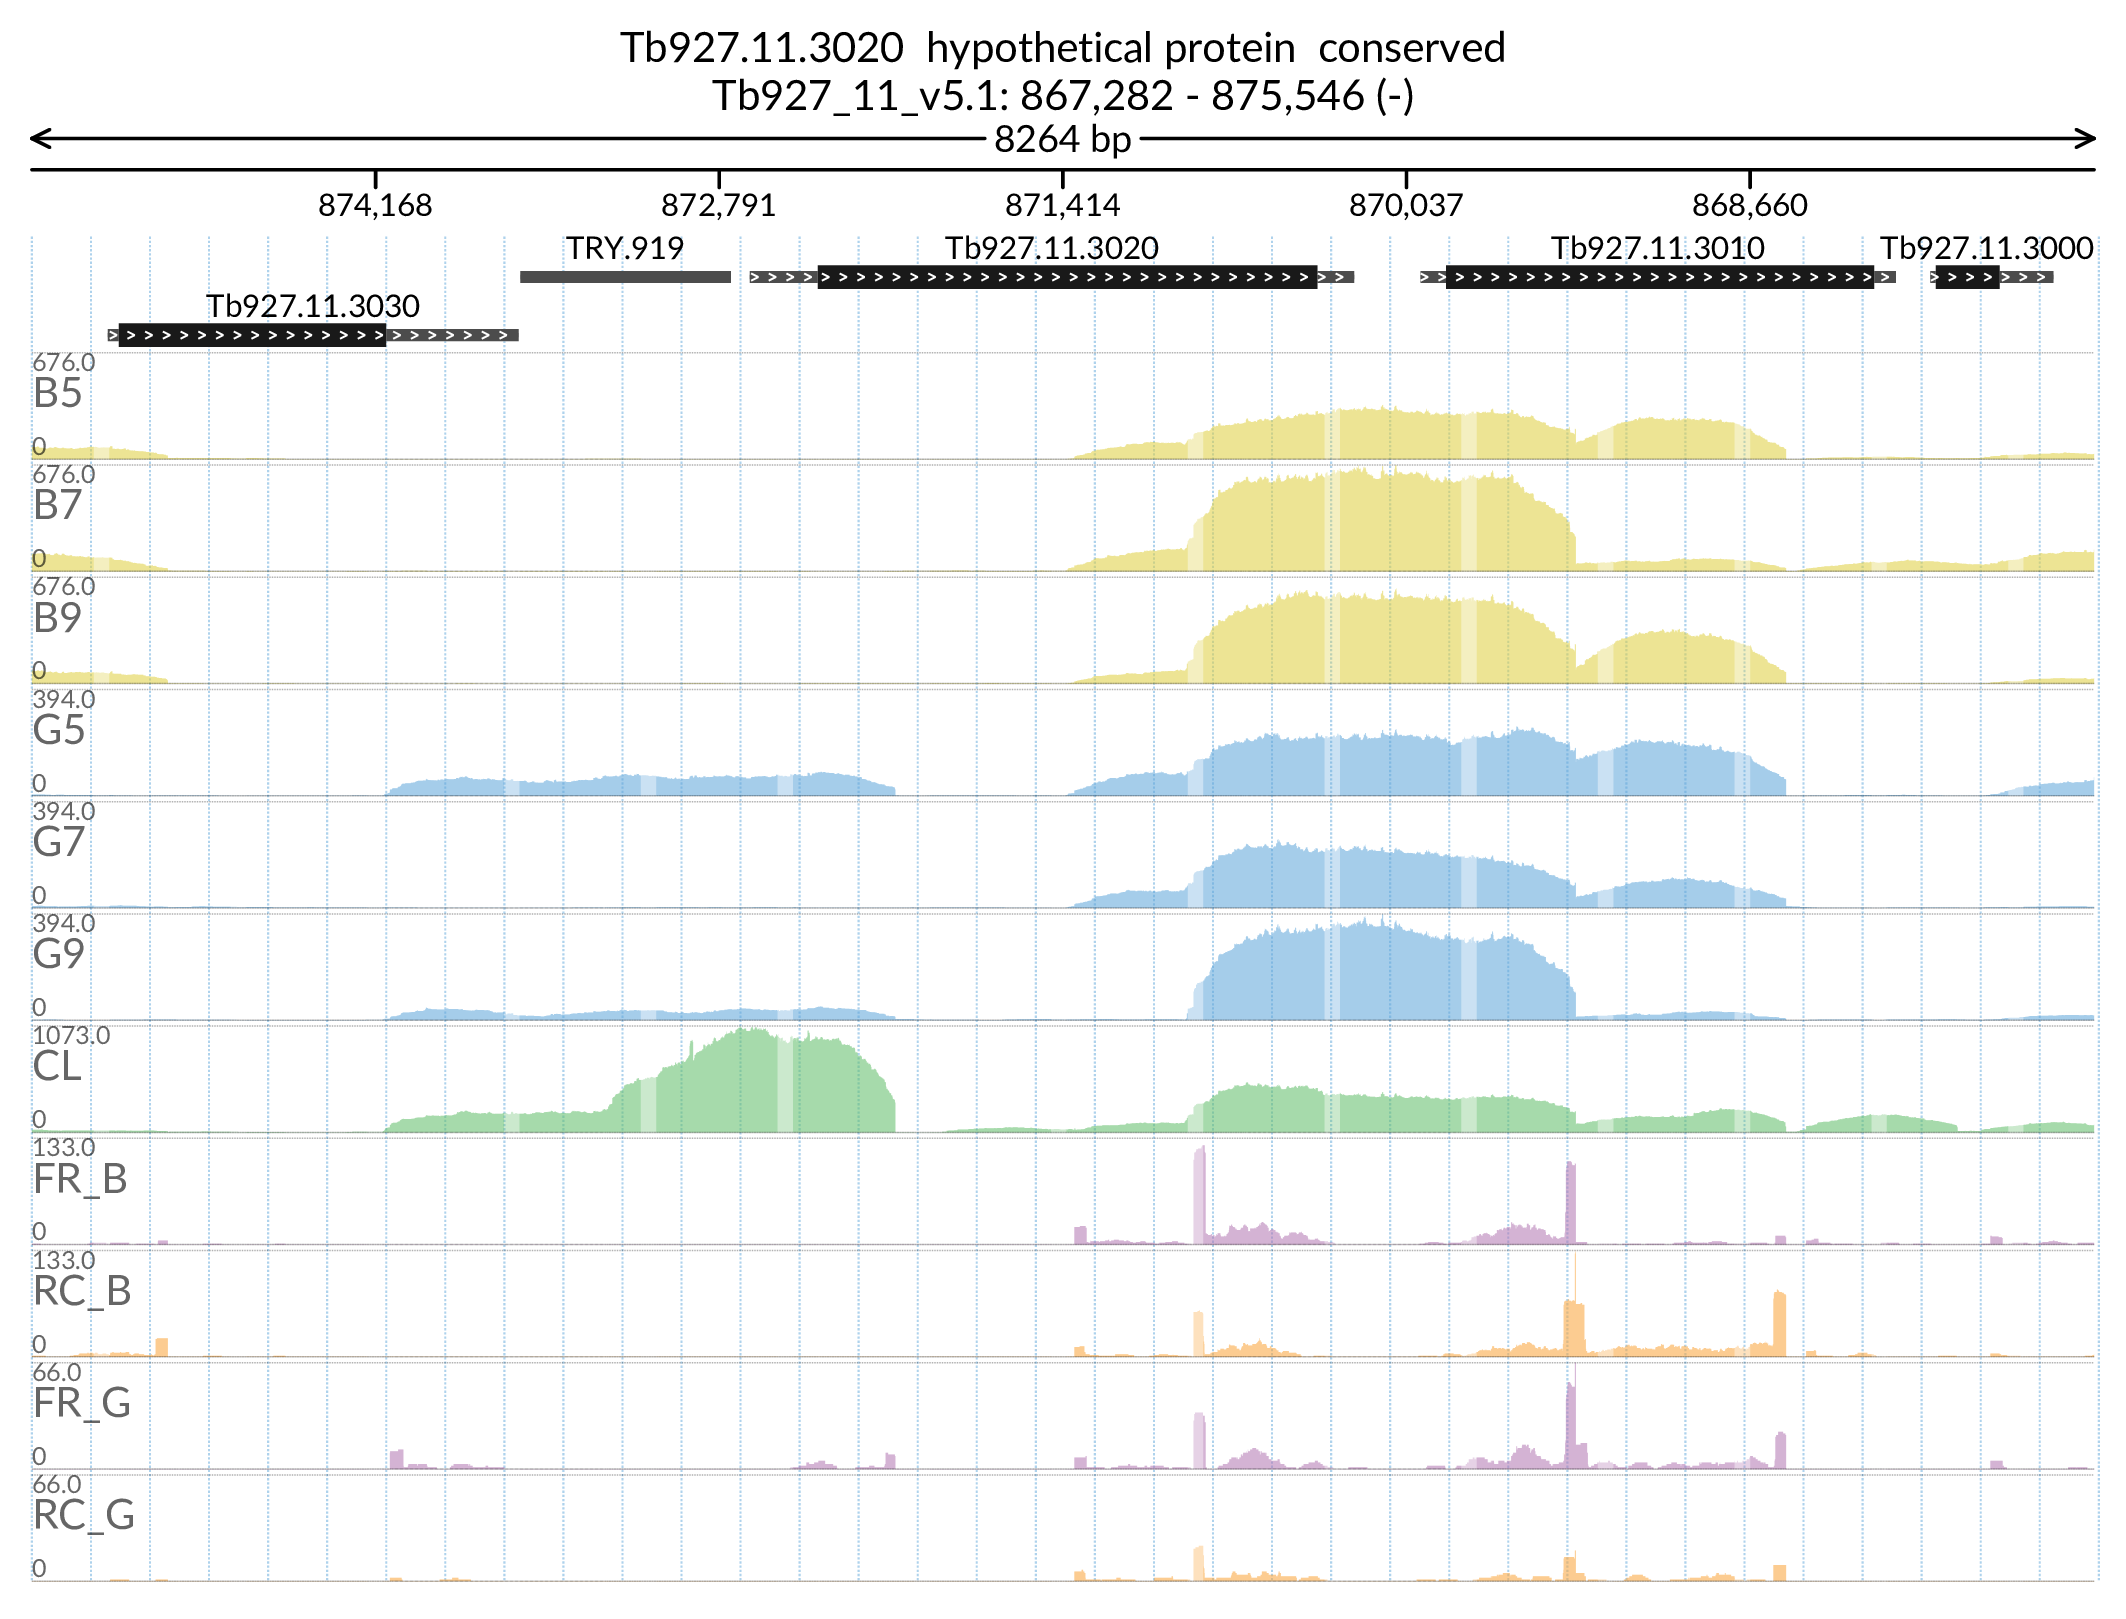 Tb927.11.3020 hypothetical protein conserved
Tb927_11_v5.1: 867,282 - 875,546 (-)
8264 bp
874,168 872,791 871,414 870,037 868,660
TRY.919 Tb927.11.3020 Tb927.11.3010 Tb927.11.3000
Tb927.11.3030
676.0
B5
0
676.0
B7
0
676.0
B9
0
394.0
G5
0
394.0
G7
0
394.0
G9
0
1073.0
CL
0
133.0
FR_B
0
133.0
RC_B
0
66.0
FR_G
0
66.0
RC_G
0